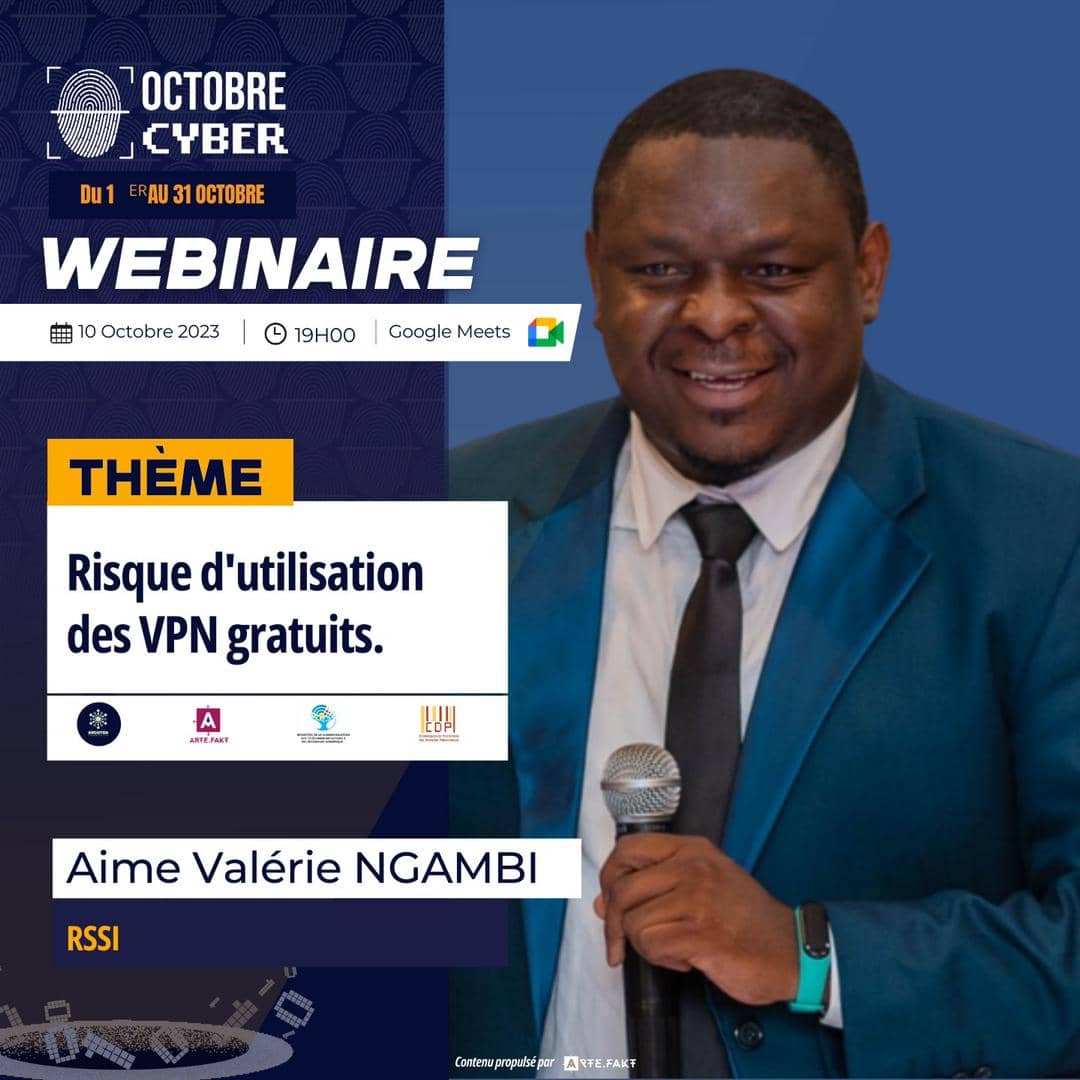 OCTOBRE
CYBER
Du 1 ER AU 31 OCTOBRE
WEBINAIRE
10 Octobre 2023
19H00
Google Meets
THÈME
Risque d'utilisation
des VPN gratuits.
A
ARTE.FAKT
CDP
Aime Valérie NGAMBI
RSSI
Contenu propulsé par ARTE.FAKT